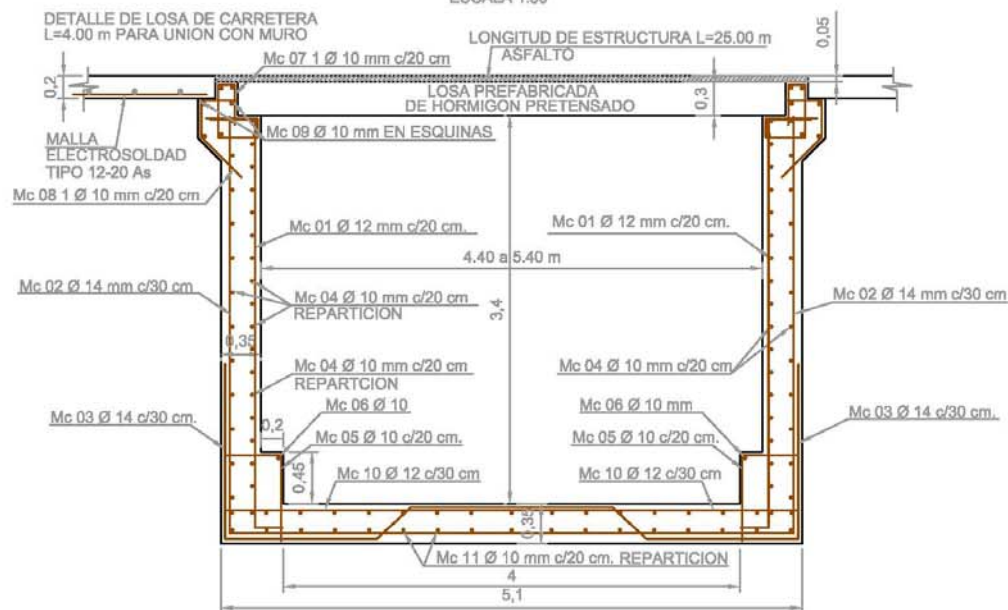 ESCALA 1:50
DETALLE DE LOSA DE CARRETERA
L=4.00 m PARA UNION CON MURO
Mc 07 1 Ø 10 mm c/20 cm
LONGITUD DE ESTRUCTURA L=25.00 m
ASFALTO
0,05
0,2
LOSA PREFABRICADA
DE HORMIGON PRETENSADO
0,3
Mc 09 Ø 10 mm EN ESQUINAS
MALLA
ELECTROSOLDAD
TIPO 12-20 As
Mc 08 1 Ø 10 mm c/20 cm
Mc 01 Ø 12 mm c/20 cm.
Mc 01 Ø 12 mm c/20 cm.
4.40 a 5.40 m
Mc 02 Ø 14 mm c/30 cm
Mc 04 Ø 10 mm c/20 cm
REPARTICION
3,4
Mc 02 Ø 14 mm c/30 cm
0,35
Mc 04 Ø 10 mm c/20 cm
REPARTCION
Mc 04 Ø 10 mm c/20 cm
Mc 03 Ø 14 c/30 cm.
Mc 06 Ø 10
Mc 06 Ø 10 mm
Mc 03 Ø 14 c/30 cm.
0,2
Mc 05 Ø 10 c/20 cm.
Mc 05 Ø 10 c/20 cm.
0,45
Mc 10 Ø 12 c/30 cm
Mc 10 Ø 12 c/30 cm
0,35
Mc 11 Ø 10 mm c/20 cm. REPARTICION
4
5,1